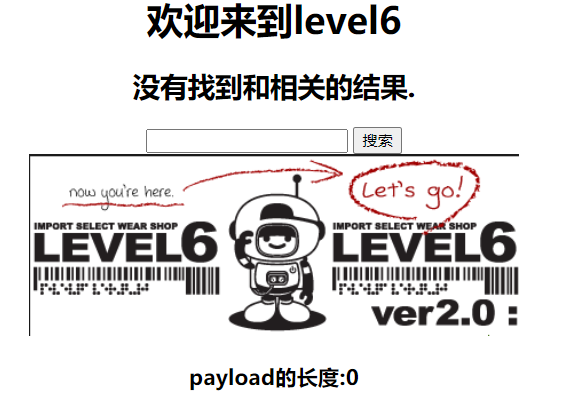 欢迎来到level6
没有找到和相关的结果.
搜索
now you're here.
Let's go!
IMPORT SELECT WEAR SHOP
LEVEL6
IMPORT SELECT WEAR SHOP
LEVEL6
ver2.0 :
payload的长度:0